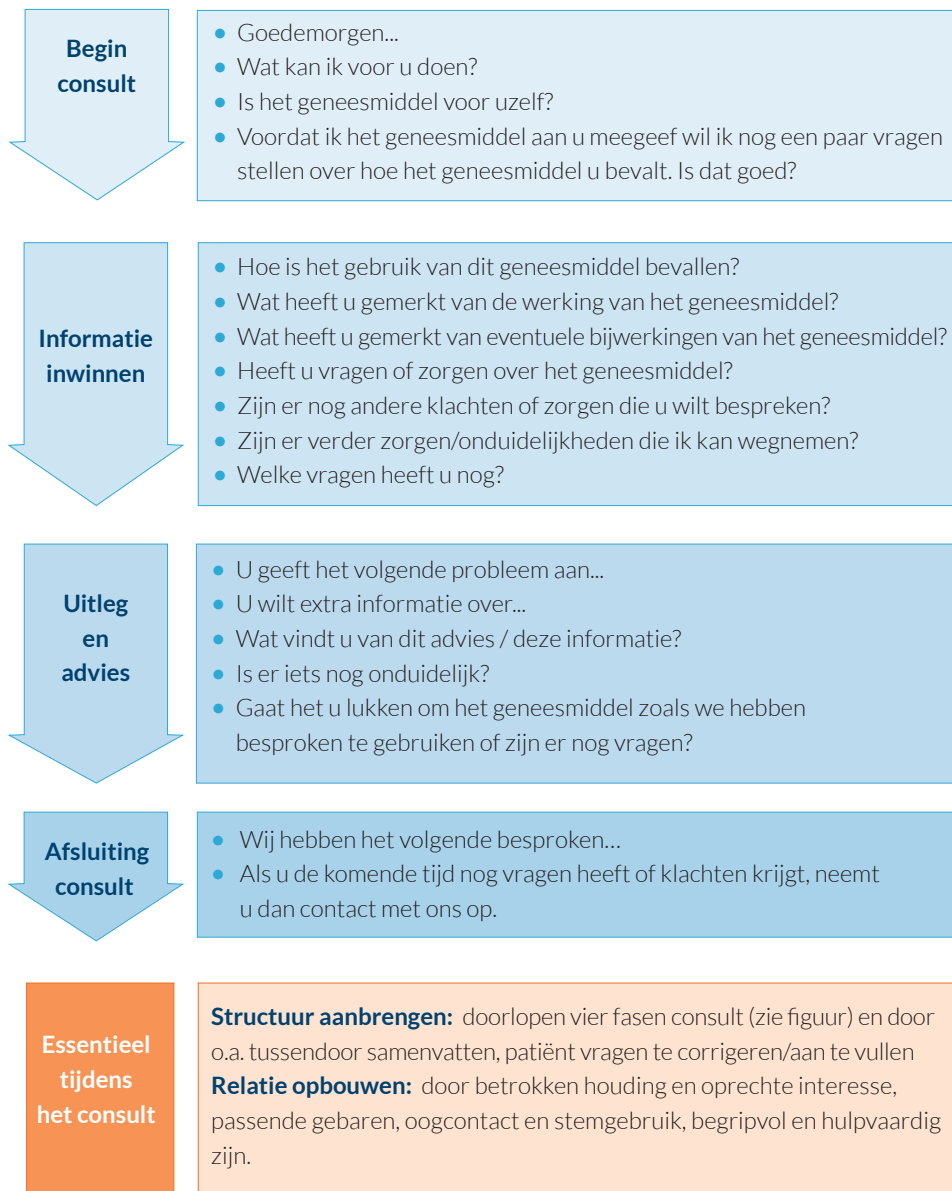 Begin
consult
• Goedemorgen...
• Wat kan ik voor u doen?
• Is het geneesmiddel voor uzelf?
• Voordat ik het geneesmiddel aan u meegeef wil ik nog een paar vragen
stellen over hoe het geneesmiddel u bevalt. Is dat goed?
Informatie
inwinnen
• Hoe is het gebruik van dit geneesmiddel bevallen?
• Wat heeft u gemerkt van de werking van het geneesmiddel?
• Wat heeft u gemerkt van eventuele bijwerkingen van het geneesmiddel?
• Heeft u vragen of zorgen over het geneesmiddel?
• Zijn er nog andere klachten of zorgen die u wilt bespreken?
• Zijn er verder zorgen/onduidelijkheden die ik kan wegnemen?
• Welke vragen heeft u nog?
Uitleg
en
advies
• U geeft het volgende probleem aan...
• U wilt extra informatie over...
• Wat vindt u van dit advies / deze informatie?
• Is er iets nog onduidelijk?
• Gaat het u lukken om het geneesmiddel zoals we hebben
besproken te gebruiken of zijn er nog vragen?
Afsluiting
consult
• Wij hebben het volgende besproken...
• Als u de komende tijd nog vragen heeft of klachten krijgt, neemt
u dan contact met ons op.
Essentieel
tijdens
het consult
Structuur aanbrengen: doorlopen vier fasen consult (zie figuur) en door
o.a. tussendoor samenvatten, patiënt vragen te corrigeren/aan te vullen
Relatie opbouwen: door betrokken houding en oprechte interesse,
passende gebaren, oogcontact en stemgebruik, begripvol en hulpvaardig
zijn.